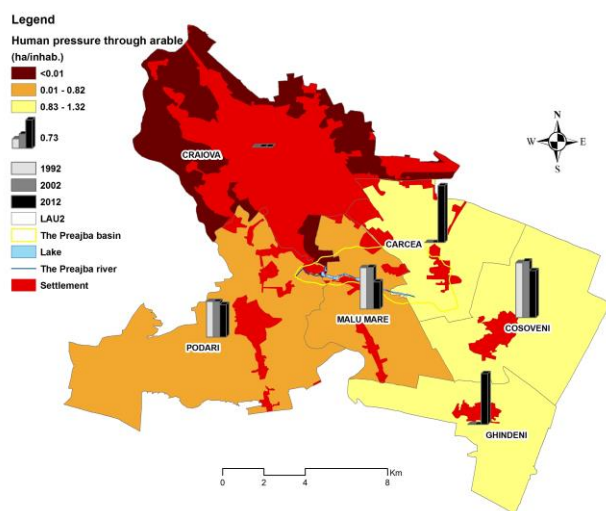 Legend
Human pressure through arable
(ha/inhab.)
<0.01
0.01 - 0.82
0.83 - 1.32
0.73
1992
2002
2012
LAU2
The Preajba basin
Lake
The Preajba river
Settlement
N
W E
S
CRAIOVA
CARCEA
MALU MARE
COSOVENI
PODARI
GHINDENI
Km
0 2 4 8